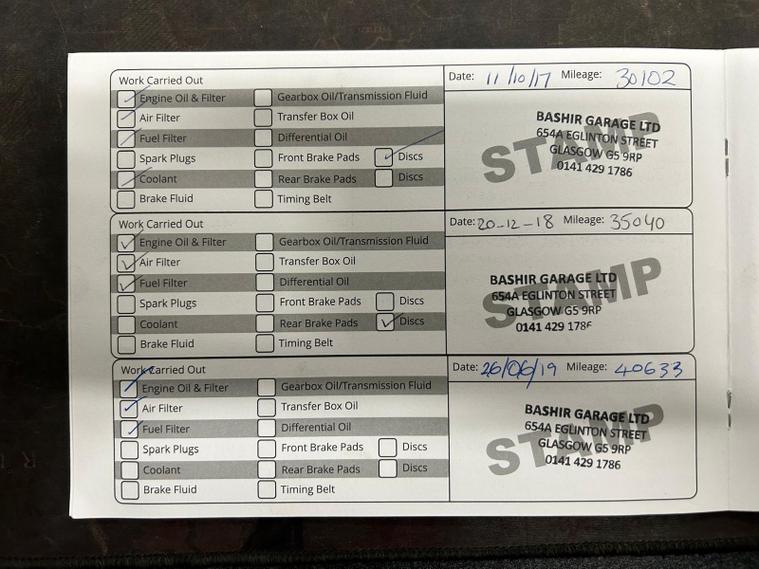 Work Carried Out
Date: 11/10/17 Mileage: 30102
Engine Oil & Filter Gearbox Oil/Transmission Fluid
Air Filter Transfer Box Oil
Fuel Filter Differential Oil
Spark Plugs Front Brake Pads Discs
Coolant Rear Brake Pads Discs
Brake Fluid Timing Belt
STAMP
BASHIR GARAGE LTD
654A EGLINTON STREET
GLASGOW G5 9RP
0141 429 1786
Work Carried Out
Date: 20-12-18 Mileage: 35040
Engine Oil & Filter Gearbox Oil/Transmission Fluid
Air Filter Transfer Box Oil
Fuel Filter Differential Oil
Spark Plugs Front Brake Pads Discs
Coolant Rear Brake Pads Discs
Brake Fluid Timing Belt
STAMP
BASHIR GARAGE LTD
654A EGLINTON STREET
GLASGOW G5 9RP
0141 429 1786
Work Carried Out
Date: 26/06/19 Mileage: 40633
Engine Oil & Filter Gearbox Oil/Transmission Fluid
Air Filter Transfer Box Oil
Fuel Filter Differential Oil
Spark Plugs Front Brake Pads Discs
Coolant Rear Brake Pads Discs
Brake Fluid Timing Belt
STAMP
BASHIR GARAGE LTD
654A EGLINTON STREET
GLASGOW G5 9RP
0141 429 1786